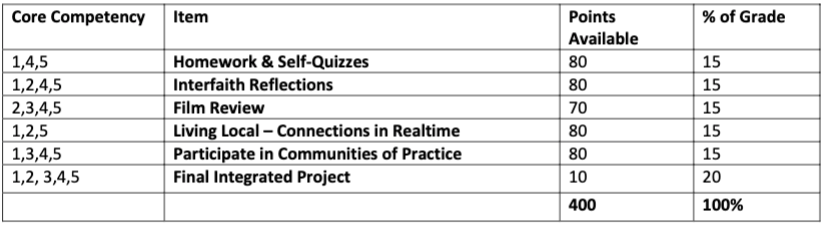 Core Competency Item Points Available % of Grade
1,4,5 Homework & Self-Quizzes 80 15
1,2,4,5 Interfaith Reflections 80 15
2,3,4,5 Film Review 70 15
1,2,5 Living Local – Connections in Realtime 80 15
1,3,4,5 Participate in Communities of Practice 80 15
1,2, 3,4,5 Final Integrated Project 10 20
400 100%